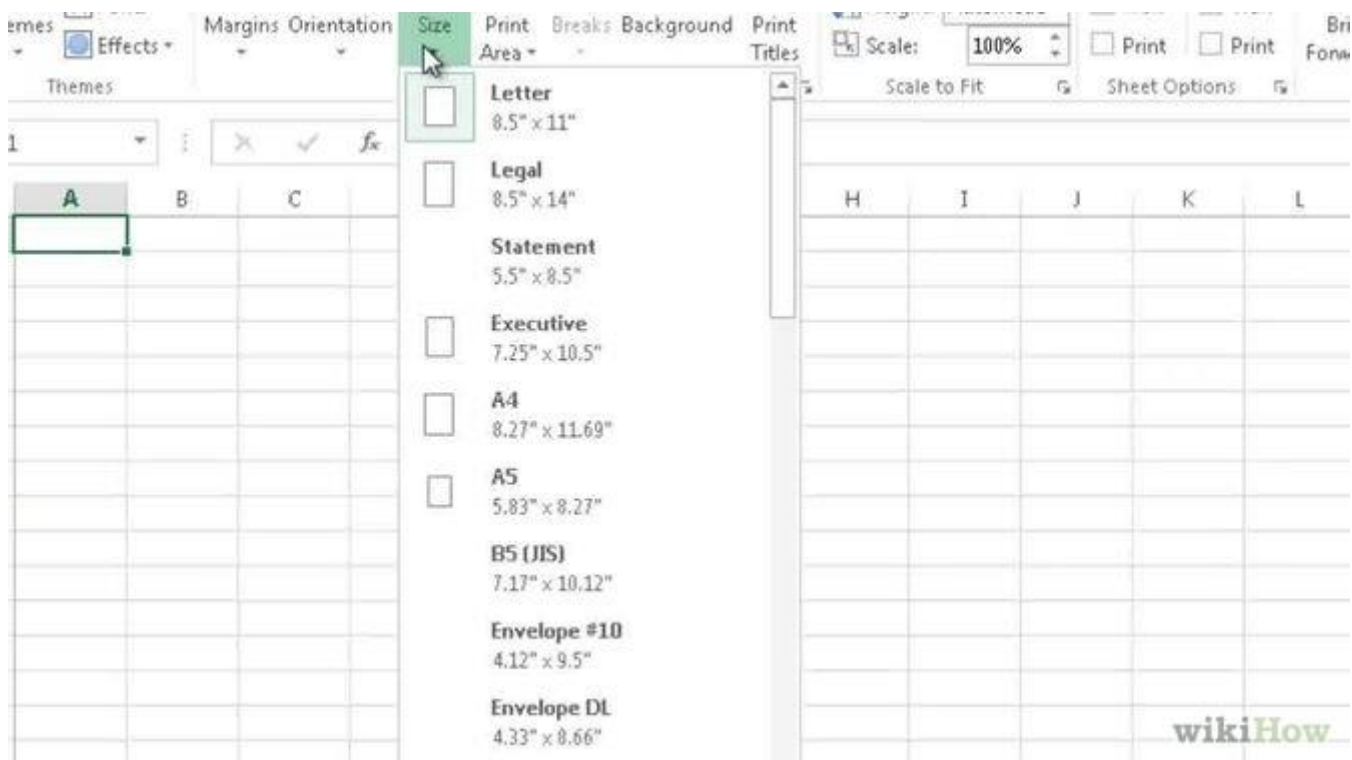 Size Print Breaks Background Print
Effects Margins Orientation Area Titles Scale: 100% Print Print
Themes Scale to Fit Sheet Options
1 fx
A B C H I J K L
Letter
8.5" x 11"
Legal
8.5" x 14"
Statement
5.5" x 8.5"
Executive
7.25" x 10.5"
A4
8.27" x 11.69"
A5
5.83" x 8.27"
B5 (JIS)
7.17" x 10.12"
Envelope #10
4.12" x 9.5"
Envelope DL
4.33" x 8.66"
wikiHow